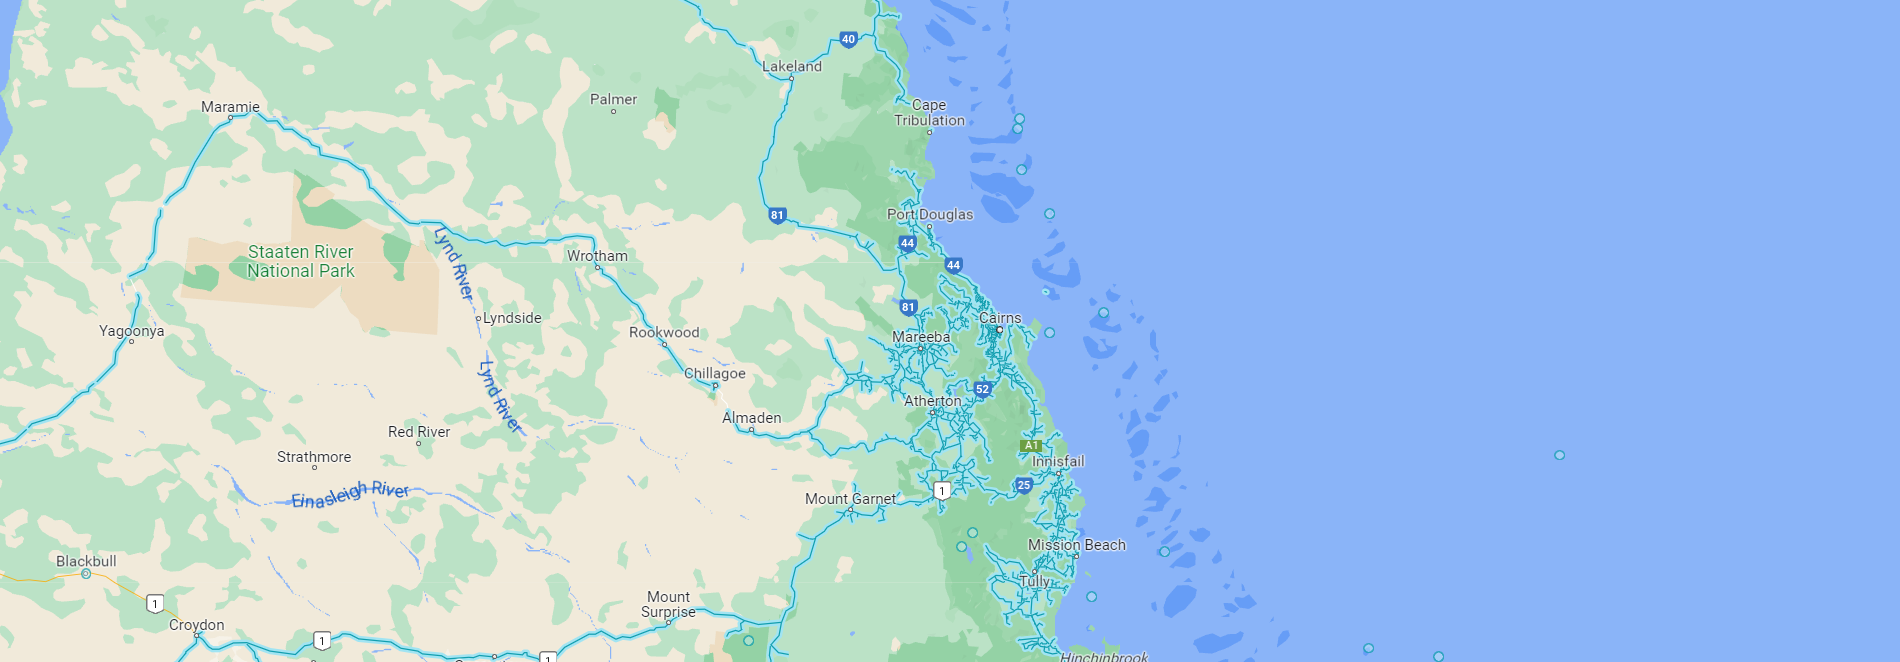 40
Lakeland
Palmer
Cape
Tribulation
Maramie
81
Port Douglas
44
Staaten River
National Park
Lynd River
Wrotham
44
81
Lyndside
Cairns
Yagoonya
Rookwood
Mareeba
Chillagoe
Lynd River
52
Atherton
Almaden
Red River
A1
Strathmore
Innisfail
Einasleigh River
Mount Garnet
1
25
Mission Beach
Blackbull
Tully
1
Mount
Surprise
Croydon
1
1
Hinchinbrook